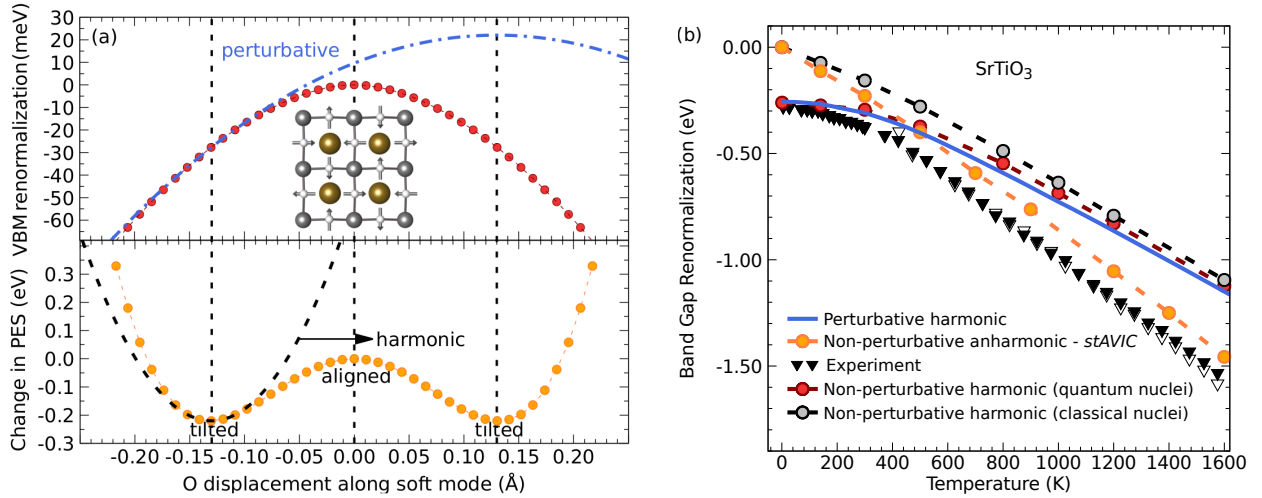 (a)
perturbative
VBM renormalization(meV)
30
20
10
0
-10
-20
-30
-40
-50
-60
harmonic
aligned
tilted
tilted
Change in PES (eV)
0.3
0.2
0.1
0.0
-0.1
-0.2
-0.3
-0.20 -0.15 -0.10 -0.05 0.00 0.05 0.10 0.15 0.20
O displacement along soft mode (Å)
(b)
SrTiO3
Band Gap Renormalization (eV)
0.00
-0.50
-1.00
-1.50
Perturbative harmonic
Non-perturbative anharmonic - stAVIC
Experiment
Non-perturbative harmonic (quantum nuclei)
Non-perturbative harmonic (classical nuclei)
0 200 400 600 800 1000 1200 1400 1600
Temperature (K)